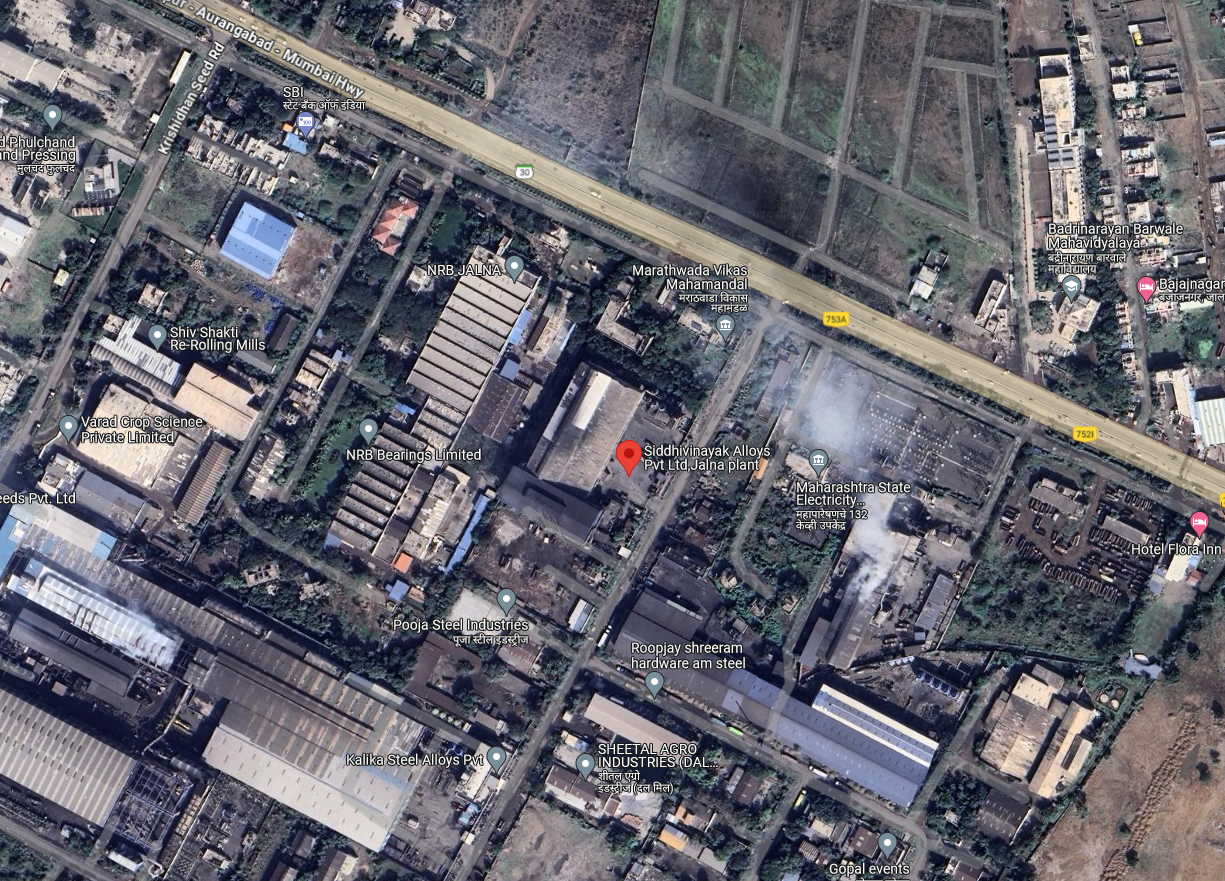 pur - Aurangabad - Mumbai Hwy
Krishidhan Seed Rd
SBI
स्टेट बँक ऑफ इंडिया
d Phulchand
and Pressing
मुलचंद फुलचंद
30
Badrinarayan Barwale
Mahavidyalaya
बद्रीनारायण बारवाले
महाविद्यालय
NRB JALNA
Marathwada Vikas
Mahamandal
मराठवाडा विकास
महामंडळ
Bajajnagar
बजाजनगर, जाल
753A
Shiv Shakti
Re-Rolling Mills
Varad Crop Science
Private Limited
752I
NRB Bearings Limited
Siddhivinayak Alloys
Pvt Ltd,Jalna plant
eeds Pvt. Ltd
Maharashtra State
Electricity...
महापारेषणचे 132
केव्ही उपकेंद्र
Hotel Flora Inn
Pooja Steel Industries
पूजा स्टील इंडस्ट्रीज
Roopjay shreeram
hardware am steel
Kalika Steel Alloys Pvt
SHEETAL AGRO
INDUSTRIES (DAL...
शीतल एग्रो
इंडस्ट्रीज (दल मिल)
Gopal events